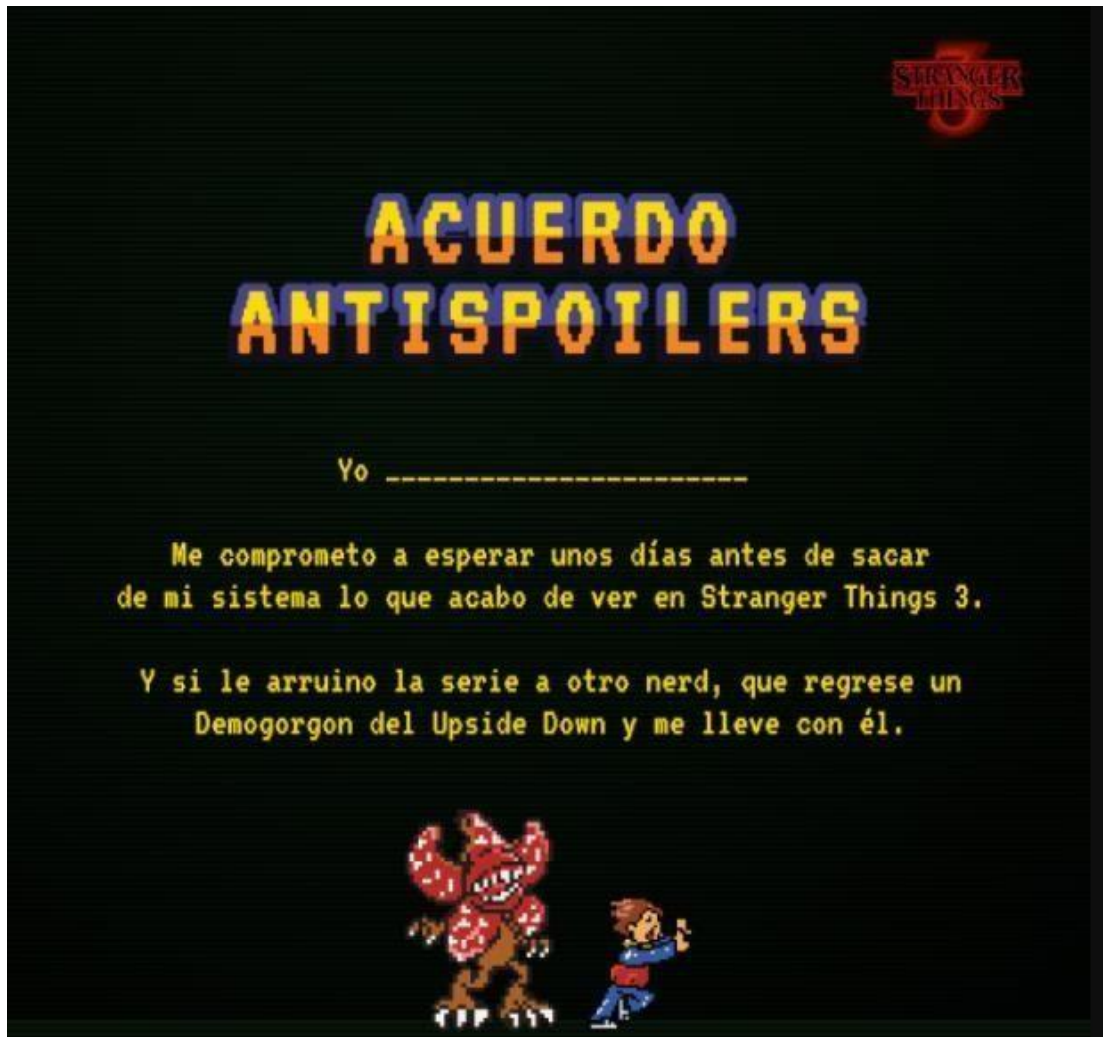 STRANGER
THINGS
3
ACUERDO
ANTISPOILERS
Yo _______________________
Me comprometo a esperar unos días antes de sacar
de mi sistema lo que acabo de ver en Stranger Things 3.
Y si le arruino la serie a otro nerd, que regrese un
Demogorgon del Upside Down y me lleve con él.